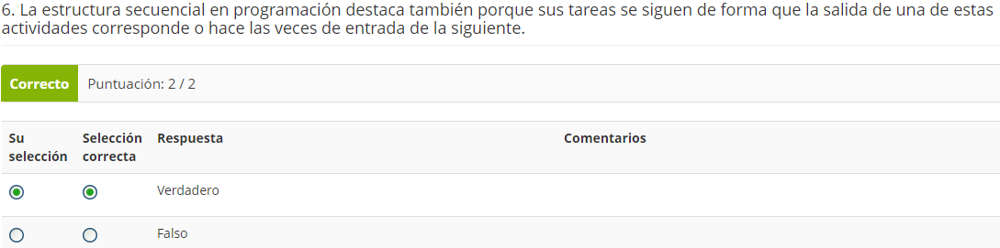 6. La estructura secuencial en programación destaca también porque sus tareas se siguen de forma que la salida de una de estas
actividades corresponde o hace las veces de entrada de la siguiente.
Correcto Puntuación: 2 / 2
Su selección Selección correcta Respuesta Comentarios
Verdadero
Falso